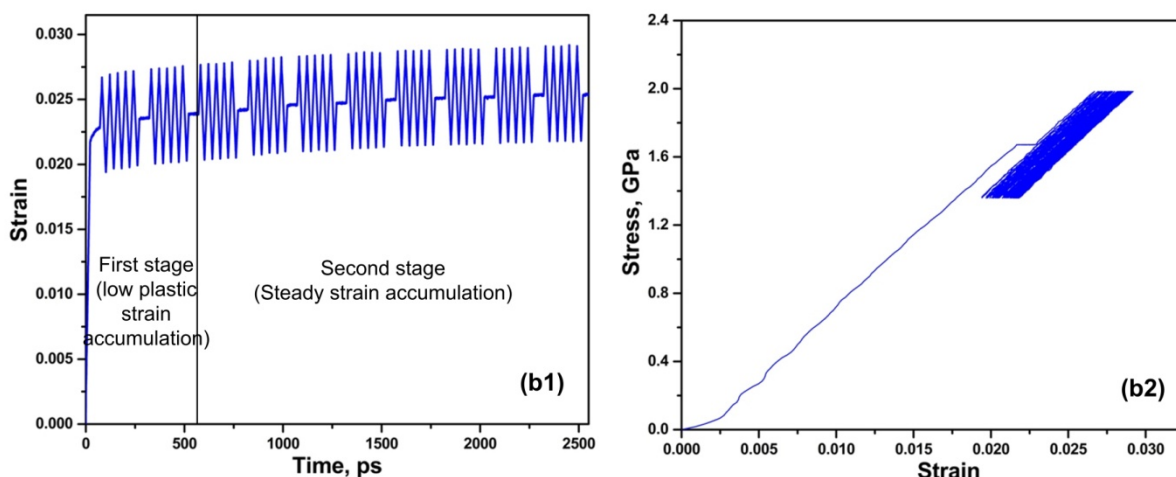 0.030
0.025
0.020
0.015
0.010
0.005
0.000
Strain
First stage
(low plastic
strain
accumulation)
Second stage
(Steady strain accumulation)
(b1)
0 500 1000 1500 2000 2500
Time, ps
2.4
2.0
1.6
1.2
0.8
0.4
0.0
Stress, GPa
(b2)
0.000 0.005 0.010 0.015 0.020 0.025 0.030
Strain